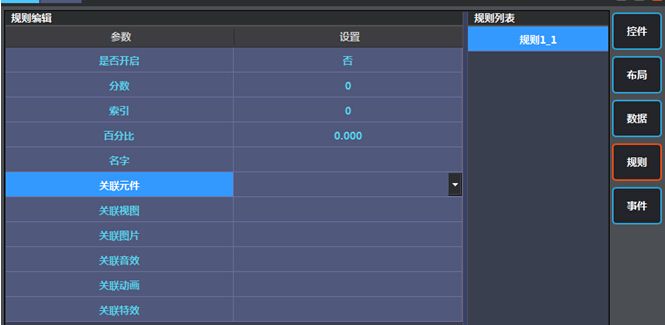 规则编辑
参数 设置
是否开启 否
分数 0
索引 0
百分比 0.000
名字
关联元件
关联视图
关联图片
关联音效
关联动画
关联特效
规则列表
规则1_1
控件
布局
数据
规则
事件